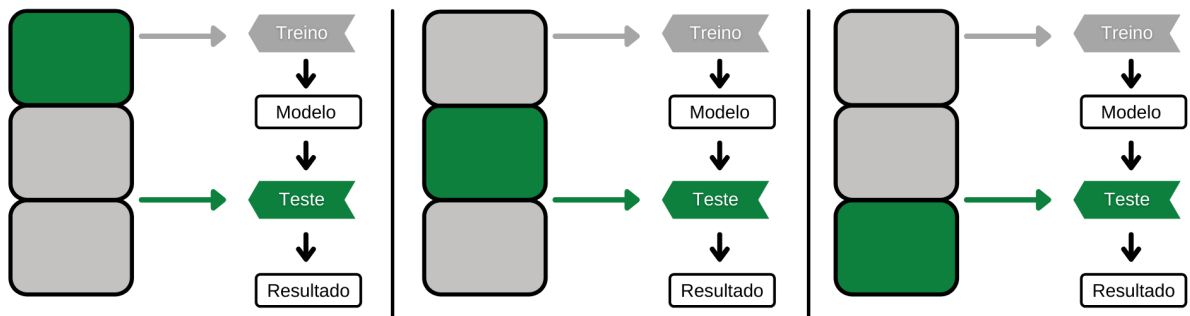 Treino
Modelo
Teste
Resultado
Treino
Modelo
Teste
Resultado
Treino
Modelo
Teste
Resultado